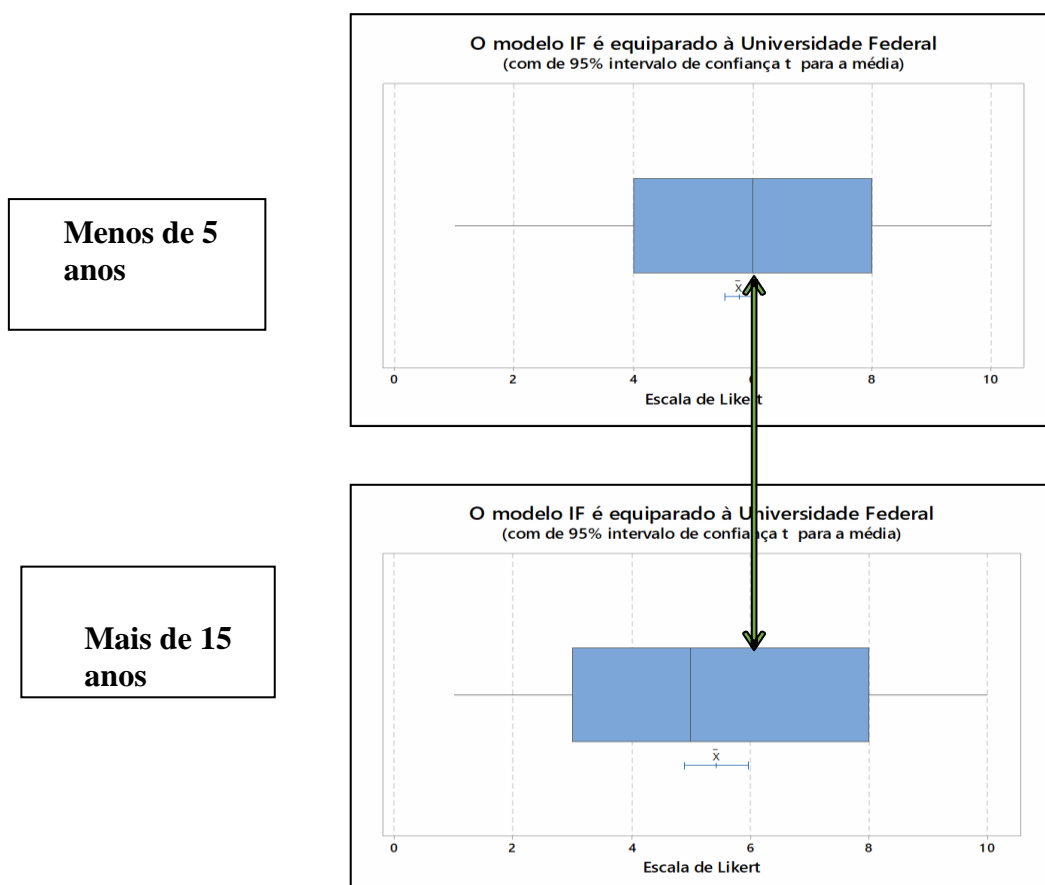 O modelo IF é equiparado à Universidade Federal
(com de 95% intervalo de confiança t para a média)
Menos de 5
anos
X̄
0 2 4 6 8 10
Escala de Likert
O modelo IF é equiparado à Universidade Federal
(com de 95% intervalo de confiança t para a média)
Mais de 15
anos
X̄
0 2 4 6 8 10
Escala de Likert